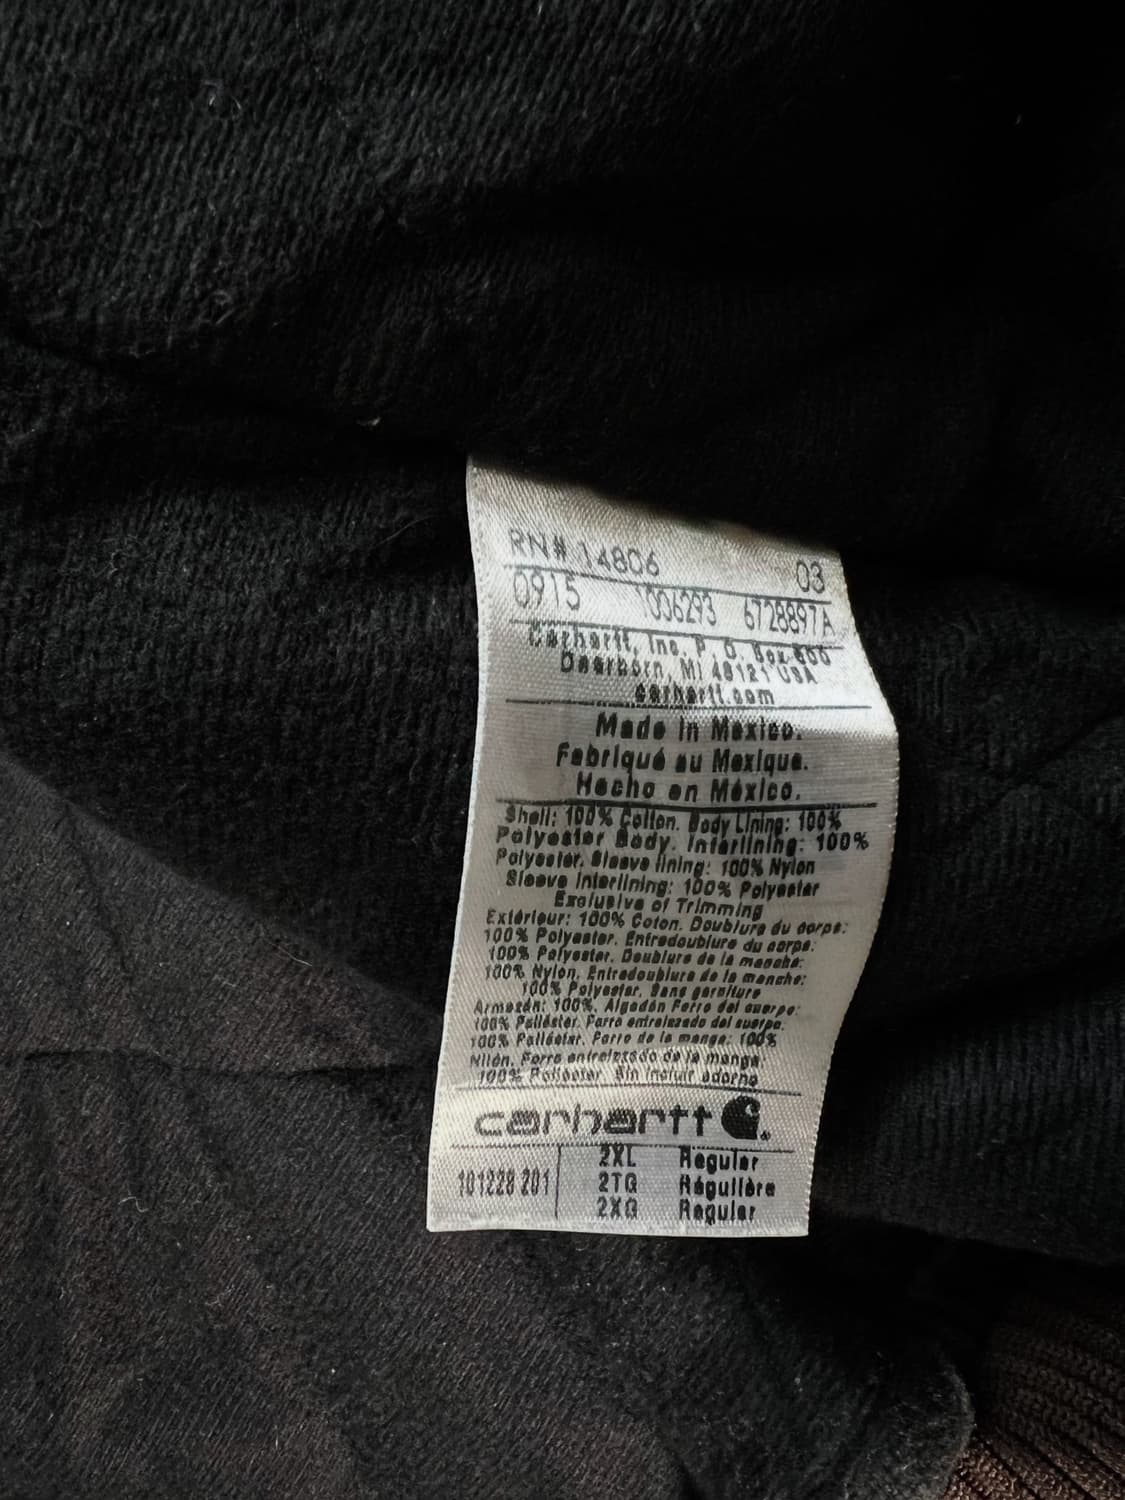 RN# 14806 03
0915 1006293 6728897A
Carhartt, Inc. P. O. Box 600
Dearborn, MI 48121 USA
carhartt.com
Made in Mexico.
Fabriqué au Mexique.
Hecho en México.
Shell: 100% Cotton. Body Lining: 100%
Polyester Body. Interlining: 100%
Polyester. Sleeve lining: 100% Nylon
Sleeve Interlining: 100% Polyester
Exclusive of Trimming
Extérieur: 100% Coton. Doublure du corps:
100% Polyester. Entredoublure du corps:
100% Polyester. Doublure de la manche:
100% Nylon. Entredoublure de la manche:
100% Polyester. Sans garniture
Armazón: 100%. Algodón Forro del cuerpo:
100% Poliéster. Forro entrelazado del cuerpo:
100% Poliéster. Forro de la manga: 100%
Nilón. Forro entrelazado de la manga
100% Poliéster. Sin incluir adorno
carhartt
101228 201 2XL Regular
2TG Régulière
2XG Regular